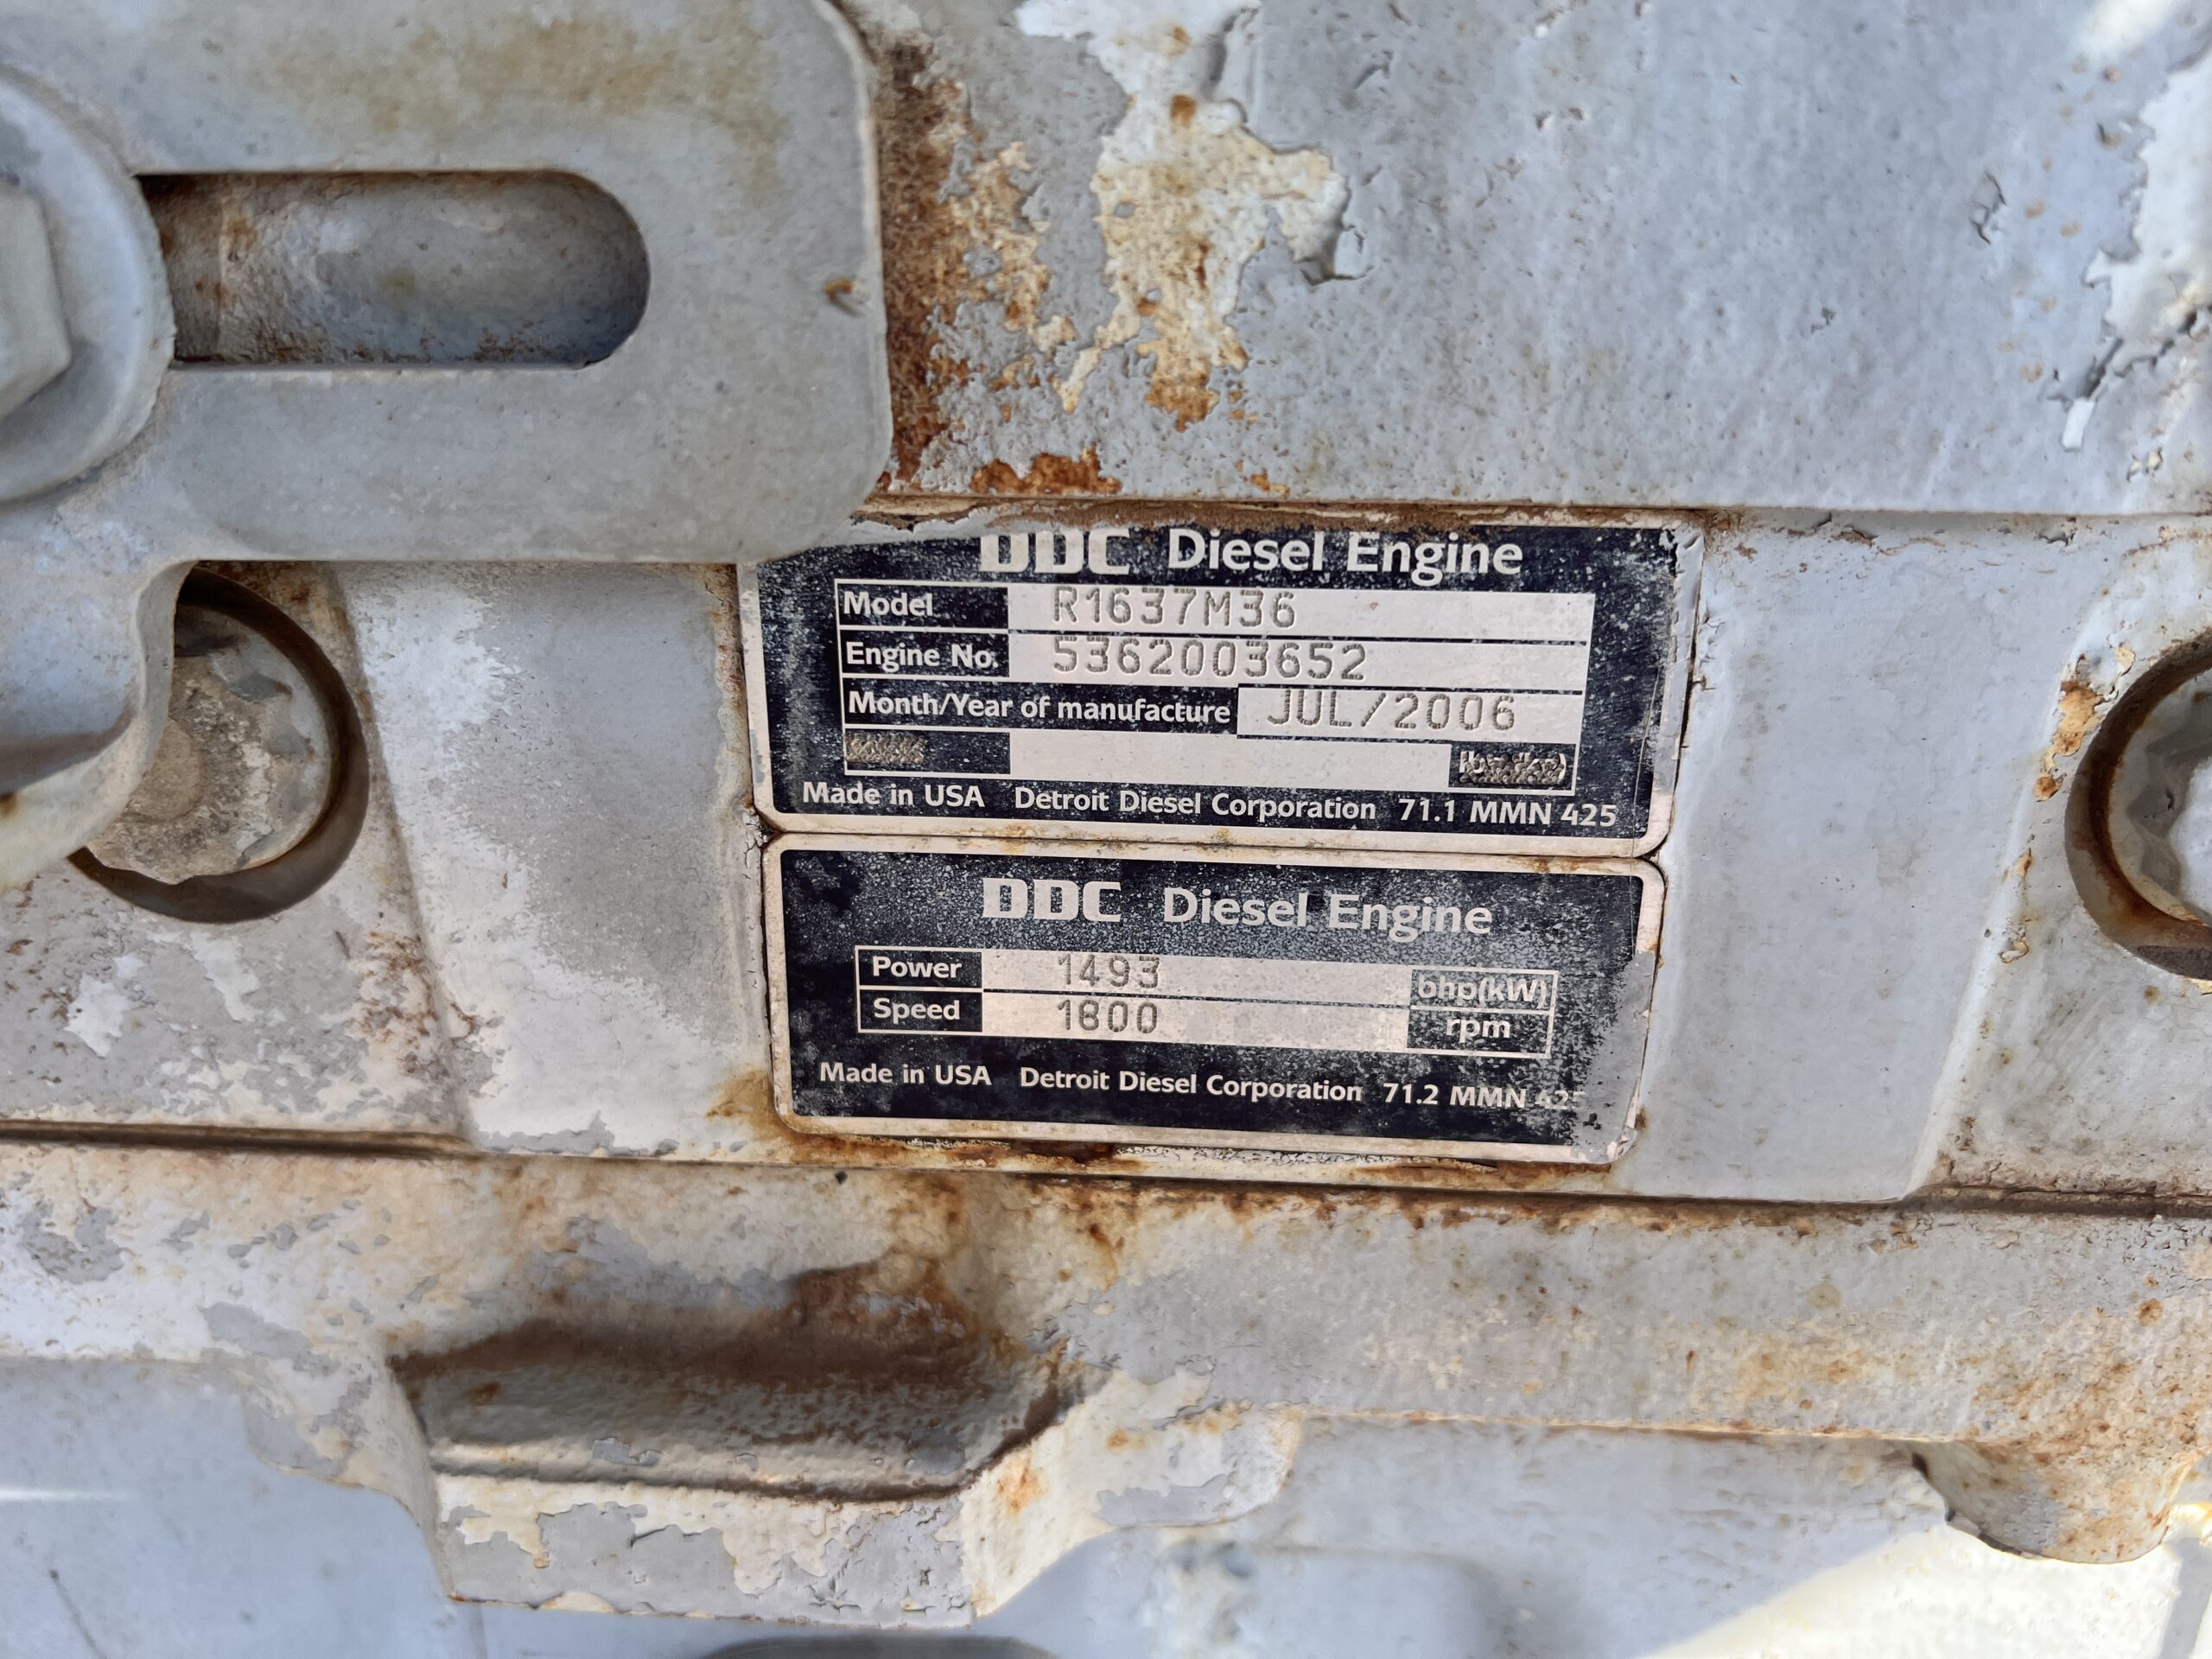 DDC Diesel Engine
Model R1637M36
Engine No. 5362003652
Month/Year of manufacture JUL/2006
Made in USA Detroit Diesel Corporation 71.1 MMN 425
DDC Diesel Engine
Power 1493 bhp(kW)
Speed 1800 rpm
Made in USA Detroit Diesel Corporation 71.2 MMN 425